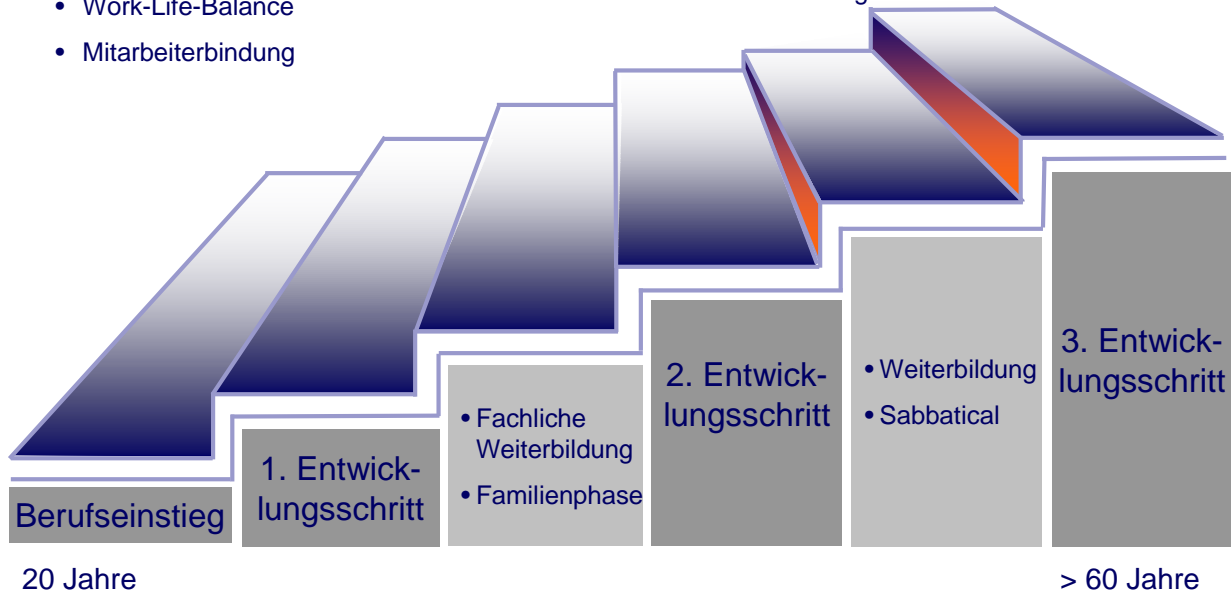 • Work-Life-Balance
• Mitarbeiterbindung
Berufseinstieg
1. Entwick-
lungsschritt
• Fachliche
Weiterbildung
• Familienphase
2. Entwick-
lungsschritt
• Weiterbildung
• Sabbatical
3. Entwick-
lungsschritt
20 Jahre
> 60 Jahre